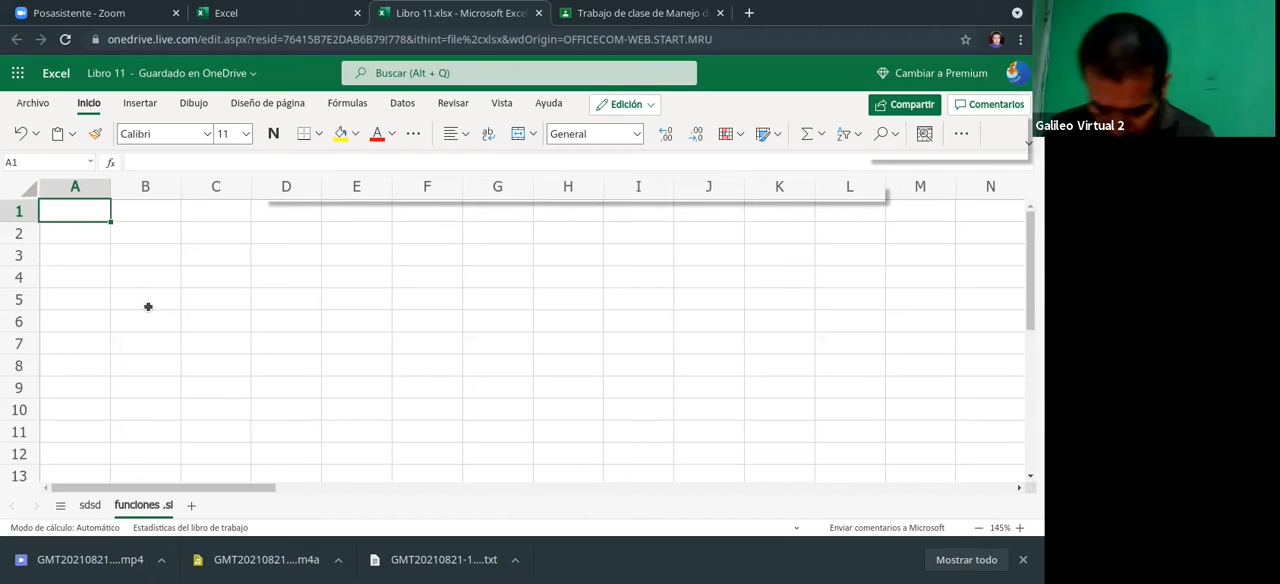 Posasistente - Zoom
Excel
Libro 11.xlsx - Microsoft Exce
Trabajo de clase de Manejo d
onedrive.live.com/edit.aspx?resid=76415B7E2DAB6B79!778&ithint=file%2cxlsx&wdOrigin=OFFICECOM-WEB.START.MRU
Excel
Libro 11 - Guardado en OneDrive
Buscar (Alt + Q)
Cambiar a Premium
Archivo
Inicio
Insertar
Dibujo
Diseño de página
Fórmulas
Datos
Revisar
Vista
Ayuda
Edición
Compartir
Comentarios
Calibri
11
N
A
General
A1
fx
A B C D E F G H I J K L M N
1
2
3
4
5
6
7
8
9
10
11
12
13
sdsd
funciones .si
Modo de cálculo: Automático
Estadísticas del libro de trabajo
Enviar comentarios a Microsoft
145%
GMT20210821....mp4
GMT20210821....m4a
GMT20210821-1....txt
Mostrar todo
Galileo Virtual 2